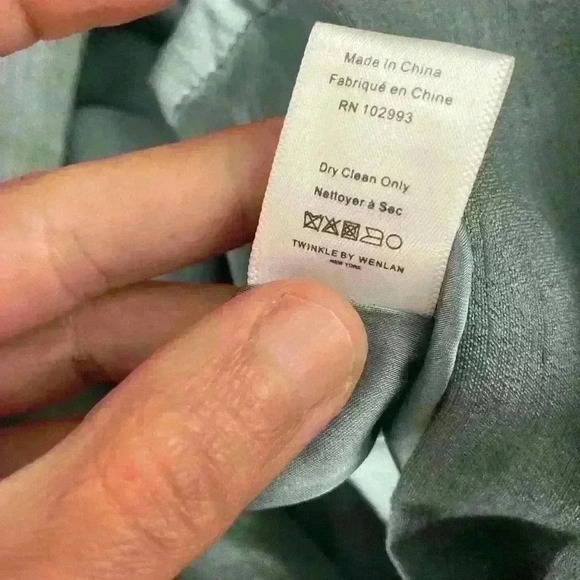 Made in China
Fabriqué en Chine
RN 102993
Dry Clean Only
Nettoyer à Sec
TWINKLE BY WENLAN
NEW YORK